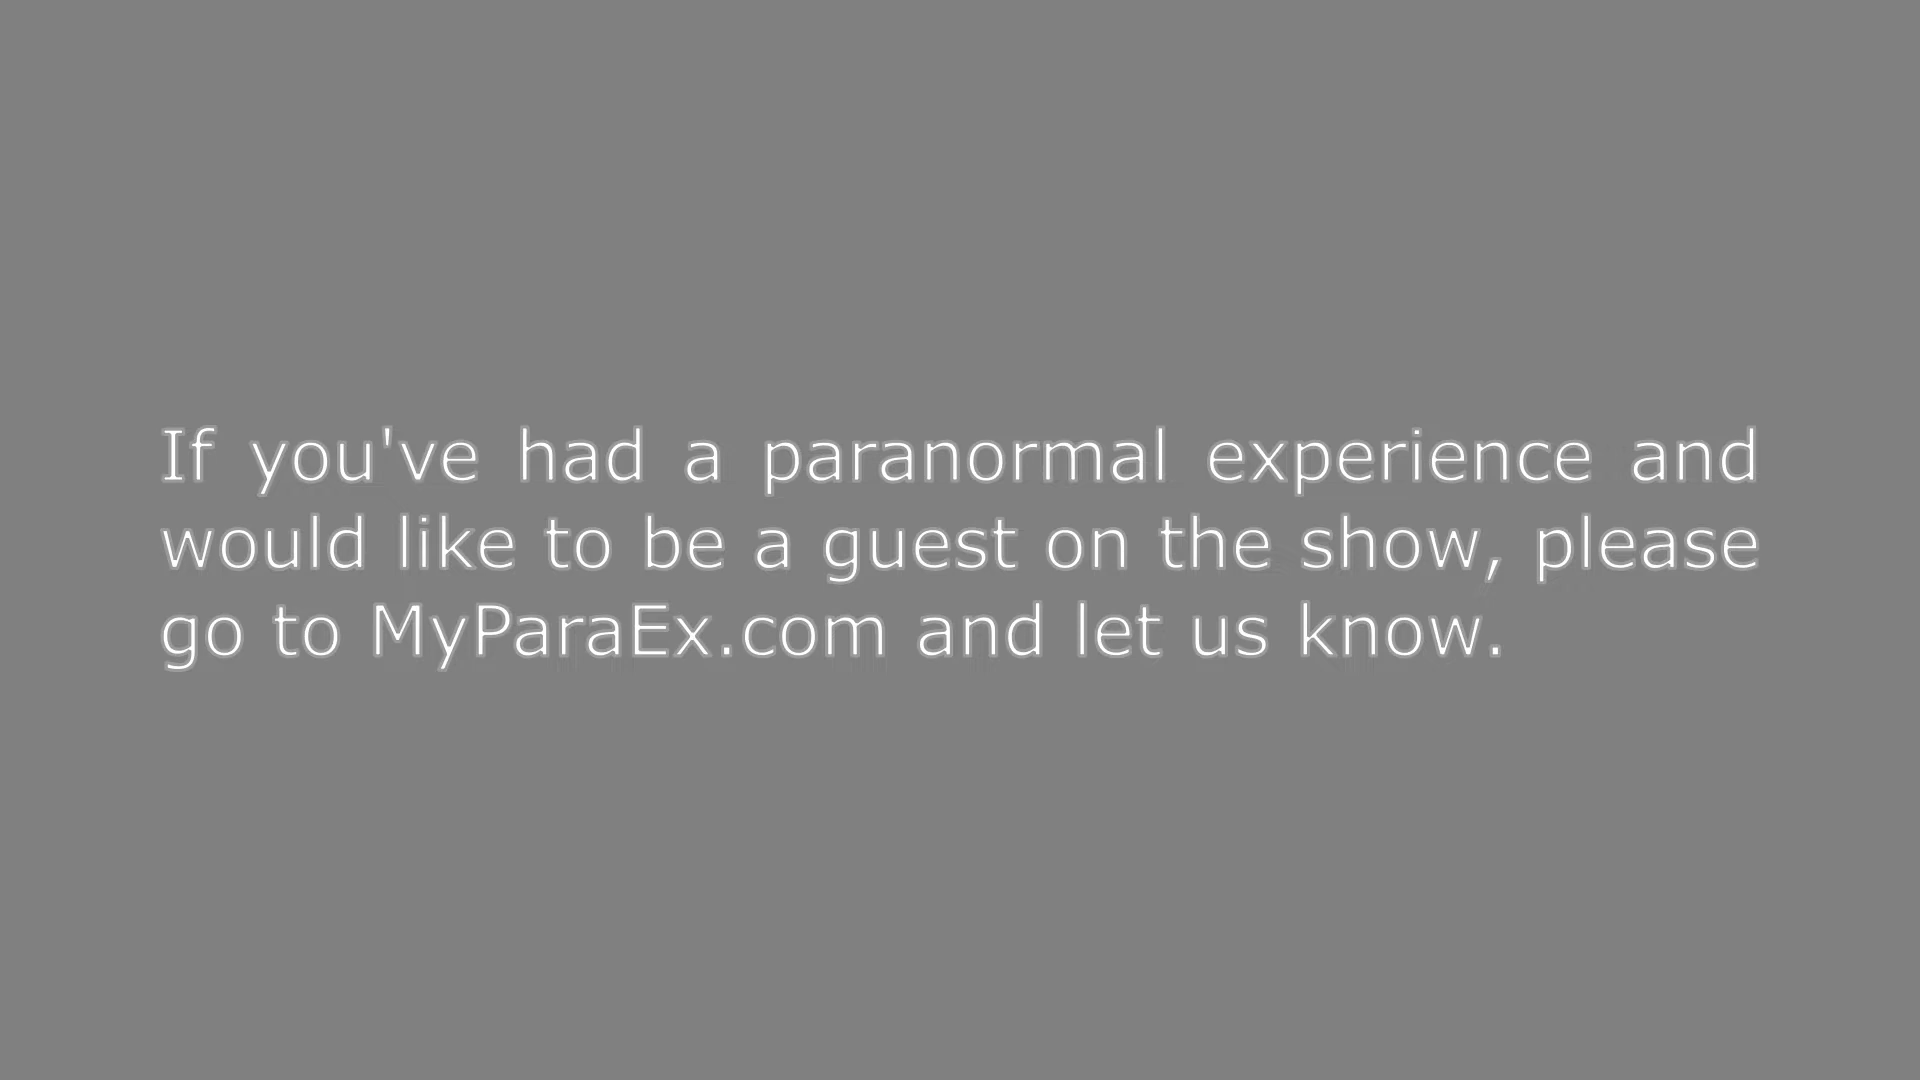 If you've had a paranormal experience and
would like to be a guest on the show, please
go to MyParaEx.com and let us know.